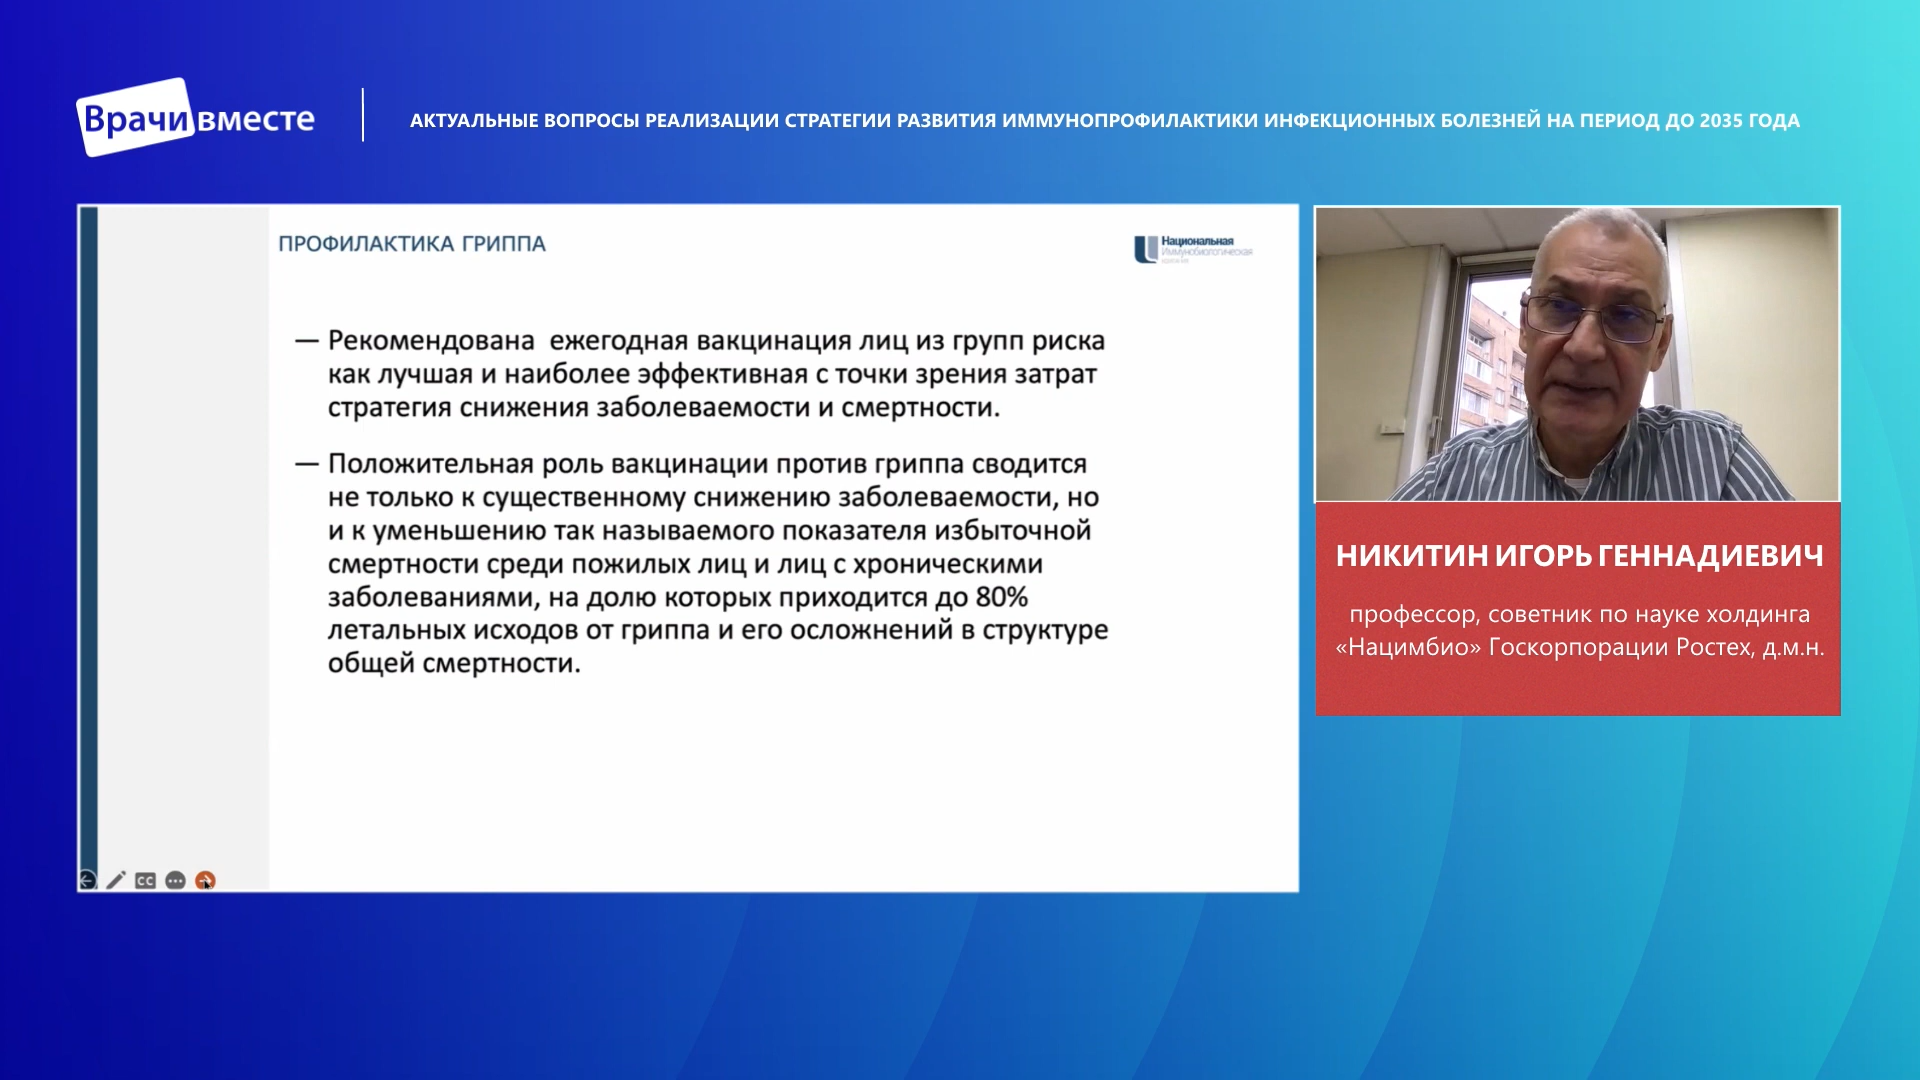 Врачи вместе
АКТУАЛЬНЫЕ ВОПРОСЫ РЕАЛИЗАЦИИ СТРАТЕГИИ РАЗВИТИЯ ИММУНОПРОФИЛАКТИКИ ИНФЕКЦИОННЫХ БОЛЕЗНЕЙ НА ПЕРИОД ДО 2035 ГОДА
ПРОФИЛАКТИКА ГРИППА
Национальная
Иммунобиологическая
— Рекомендована ежегодная вакцинация лиц из групп риска
как лучшая и наиболее эффективная с точки зрения затрат
стратегия снижения заболеваемости и смертности.
— Положительная роль вакцинации против гриппа сводится
не только к существенному снижению заболеваемости, но
и к уменьшению так называемого показателя избыточной
смертности среди пожилых лиц и лиц с хроническими
заболеваниями, на долю которых приходится до 80%
летальных исходов от гриппа и его осложнений в структуре
общей смертности.
CC
НИКИТИН ИГОРЬ ГЕННАДИЕВИЧ
профессор, советник по науке холдинга
«Нацимбио» Госкорпорации Ростех, д.м.н.